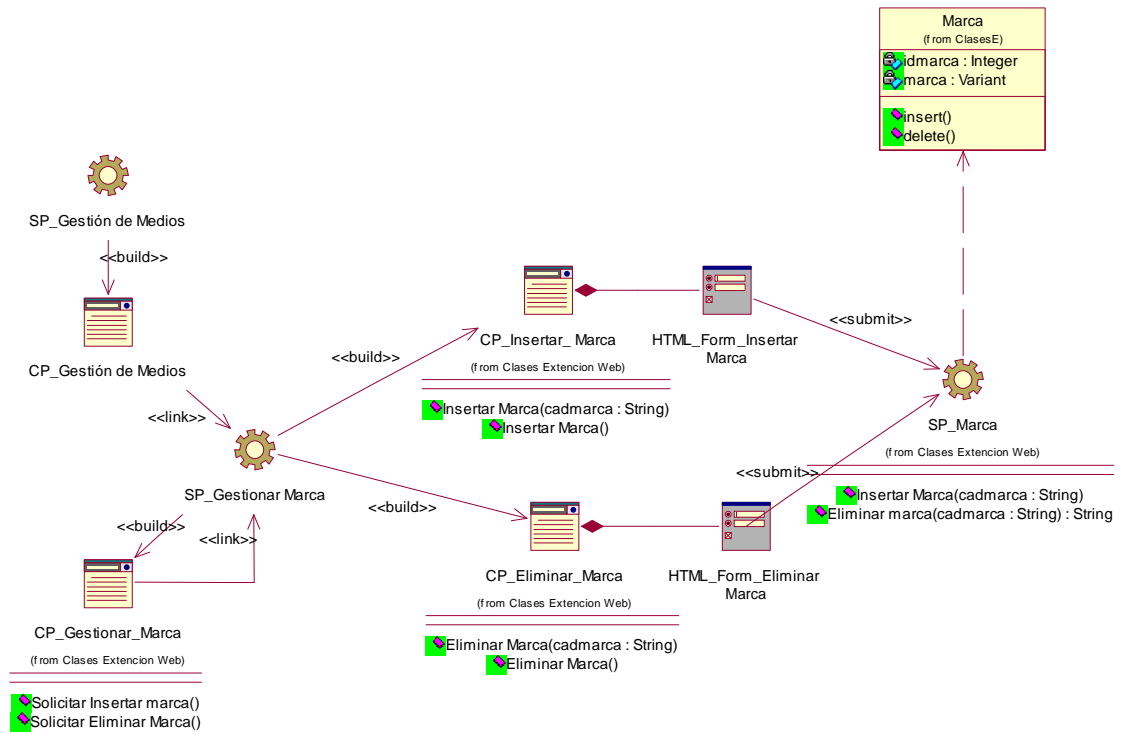 Marca
(from ClasesE)
idmarca : Integer
marca : Variant
insert()
delete()
SP_Gestión de Medios
<<build>>
CP_Gestión de Medios
<<link>>
SP_Gestionar Marca
<<build>>
<<link>>
CP_Gestionar_Marca
(from Clases Extencion Web)
Solicitar Insertar marca()
Solicitar Eliminar Marca()
<<build>>
CP_Insertar_ Marca
(from Clases Extencion Web)
Insertar Marca(cadmarca : String)
Insertar Marca()
HTML_Form_Insertar
Marca
<<submit>>
<<build>>
CP_Eliminar_Marca
(from Clases Extencion Web)
Eliminar Marca(cadmarca : String)
Eliminar Marca()
HTML_Form_Eliminar
Marca
<<submit>>
SP_Marca
(from Clases Extencion Web)
Insertar Marca(cadmarca : String)
Eliminar marca(cadmarca : String) : String